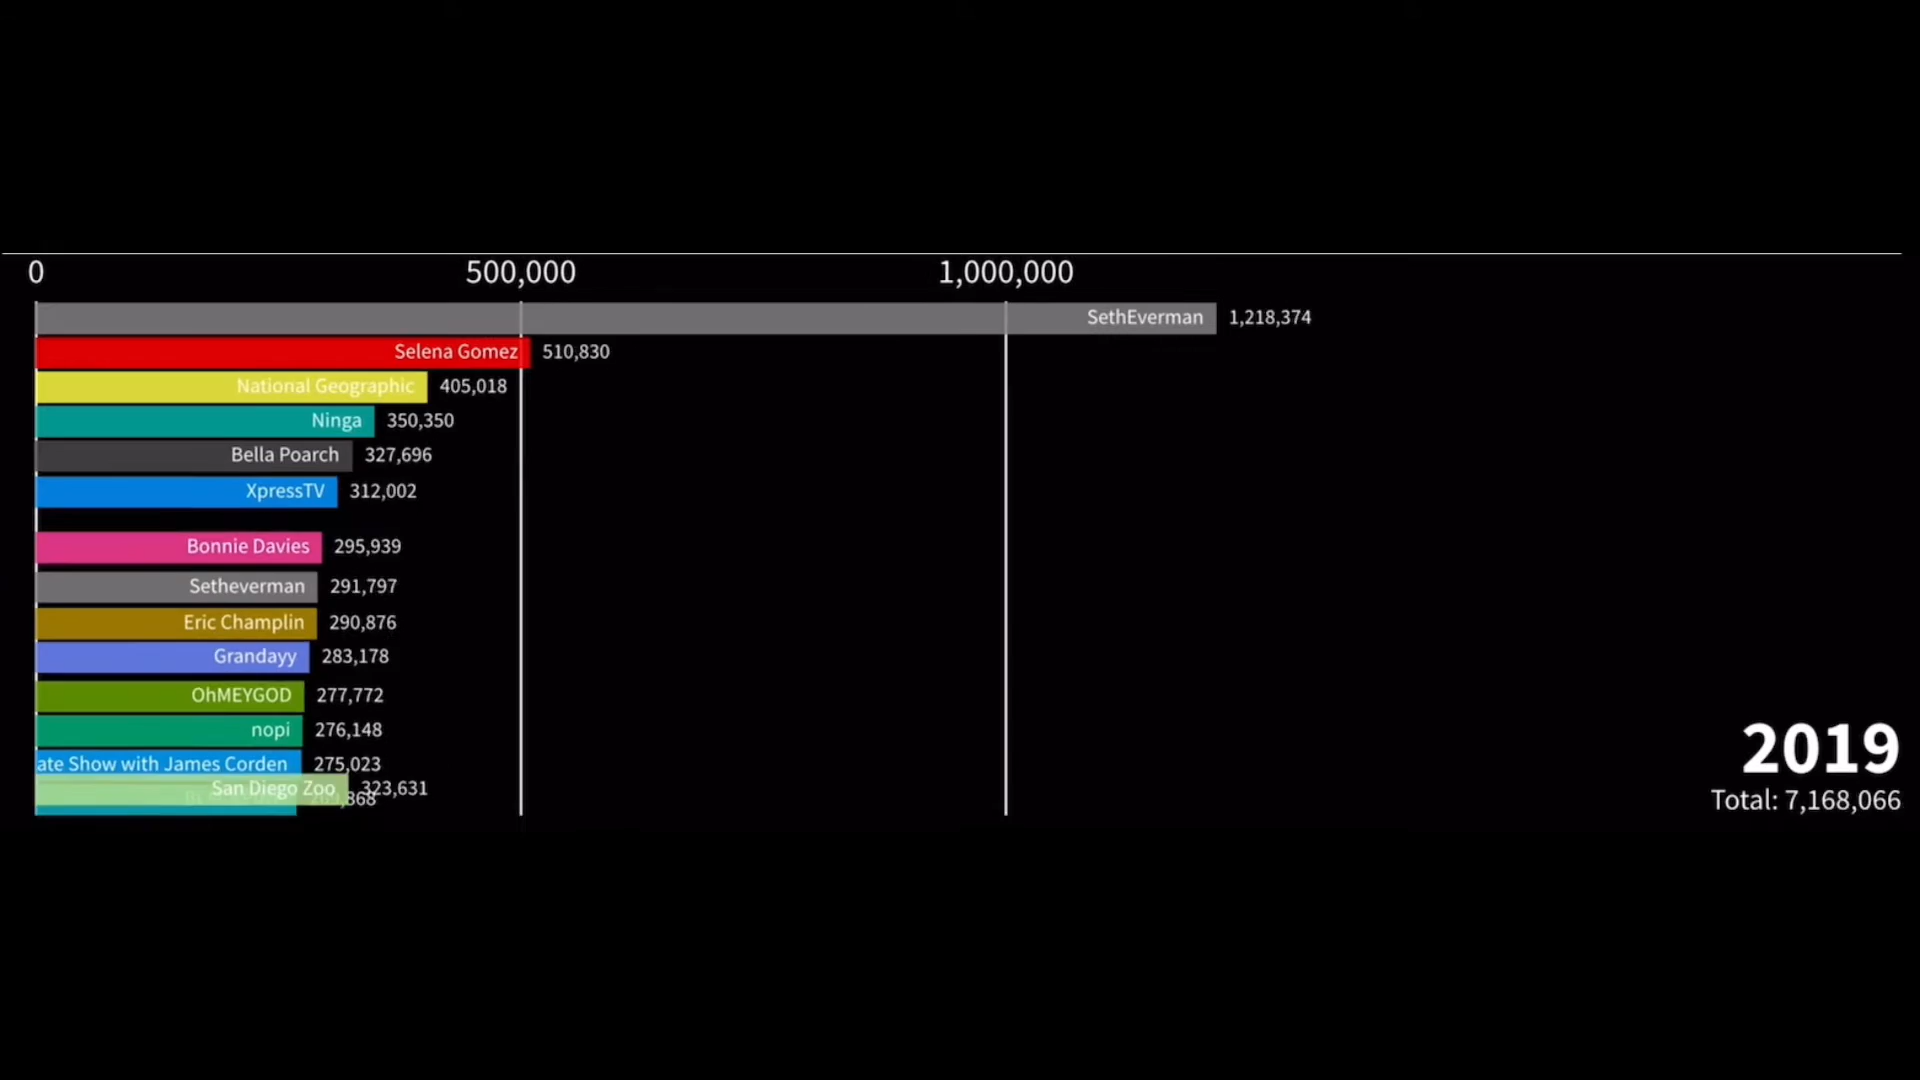 0 500,000 1,000,000
SethEverman 1,218,374
Selena Gomez 510,830
National Geographic 405,018
Ninga 350,350
Bella Poarch 327,696
XpressTV 312,002
Bonnie Davies 295,939
Setheverman 291,797
Eric Champlin 290,876
Grandayy 283,178
OhMEYGOD 277,772
nopi 276,148
ate Show with James Corden 275,023
San Diego Zoo 323,631
2019
Total: 7,168,066